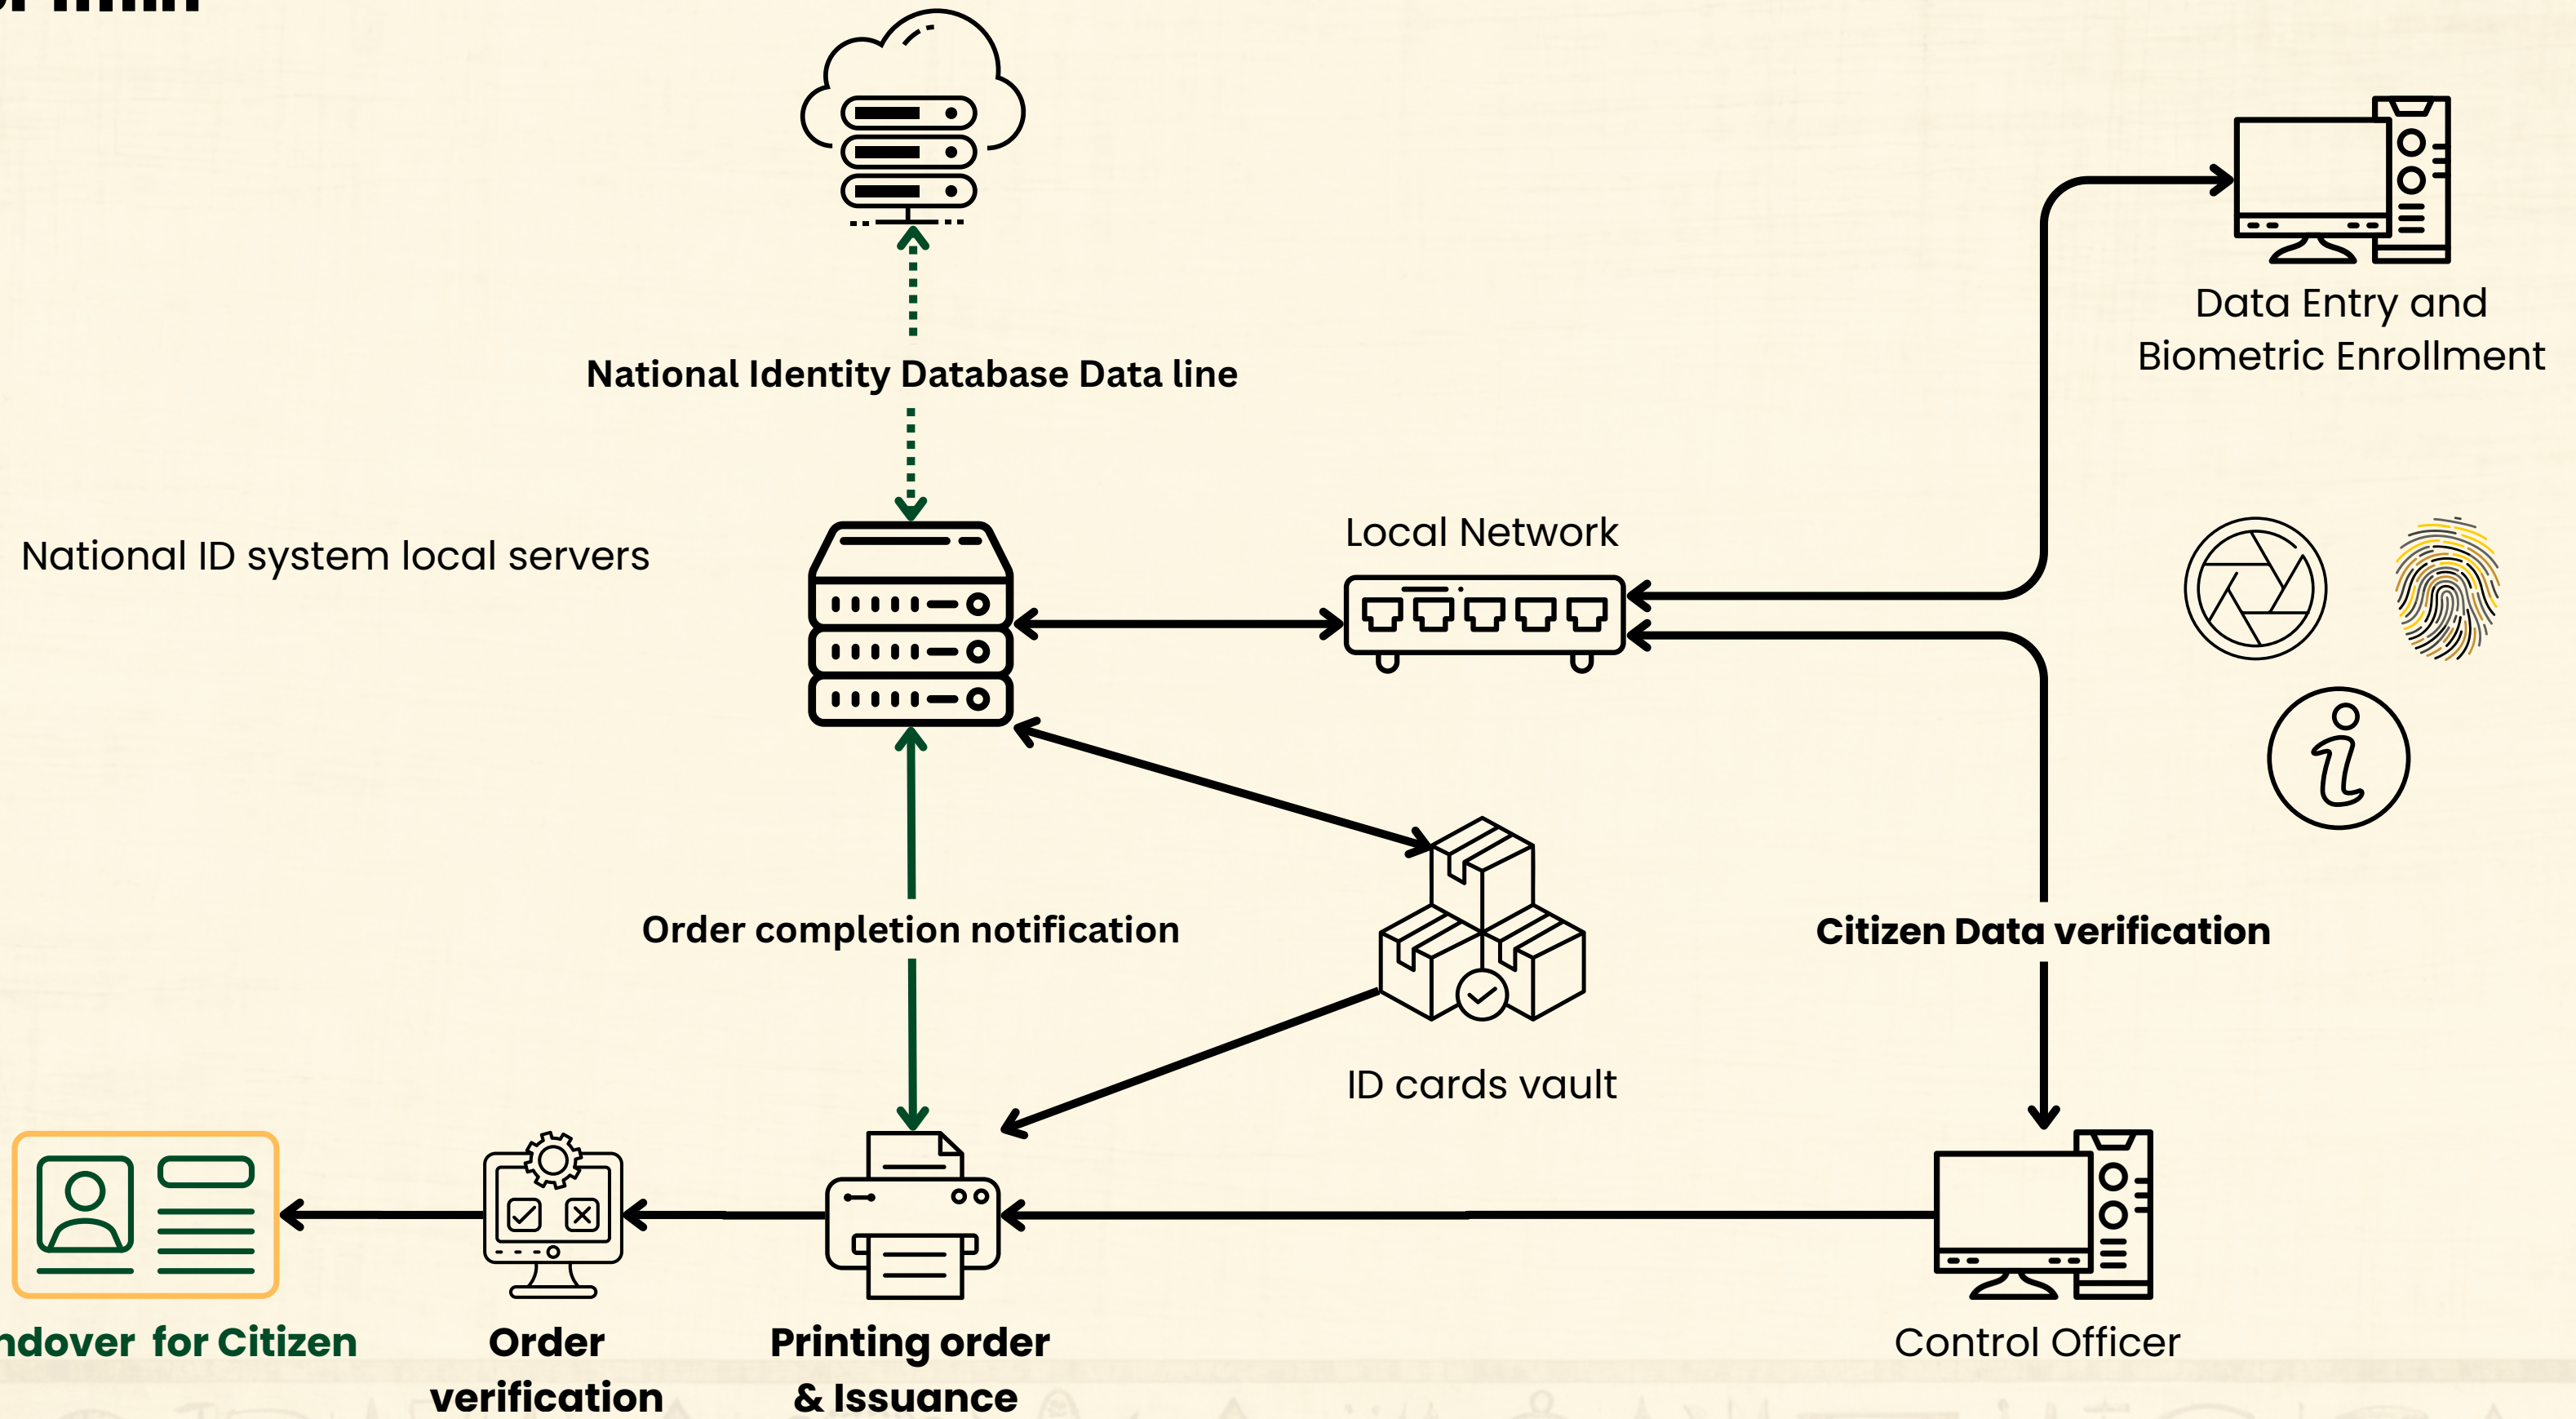 National Identity Database Data line
Data Entry and
Biometric Enrollment
National ID system local servers
Local Network
Order completion notification
Citizen Data verification
ID cards vault
for Citizen
Order
verification
Printing order
& Issuance
Control Officer